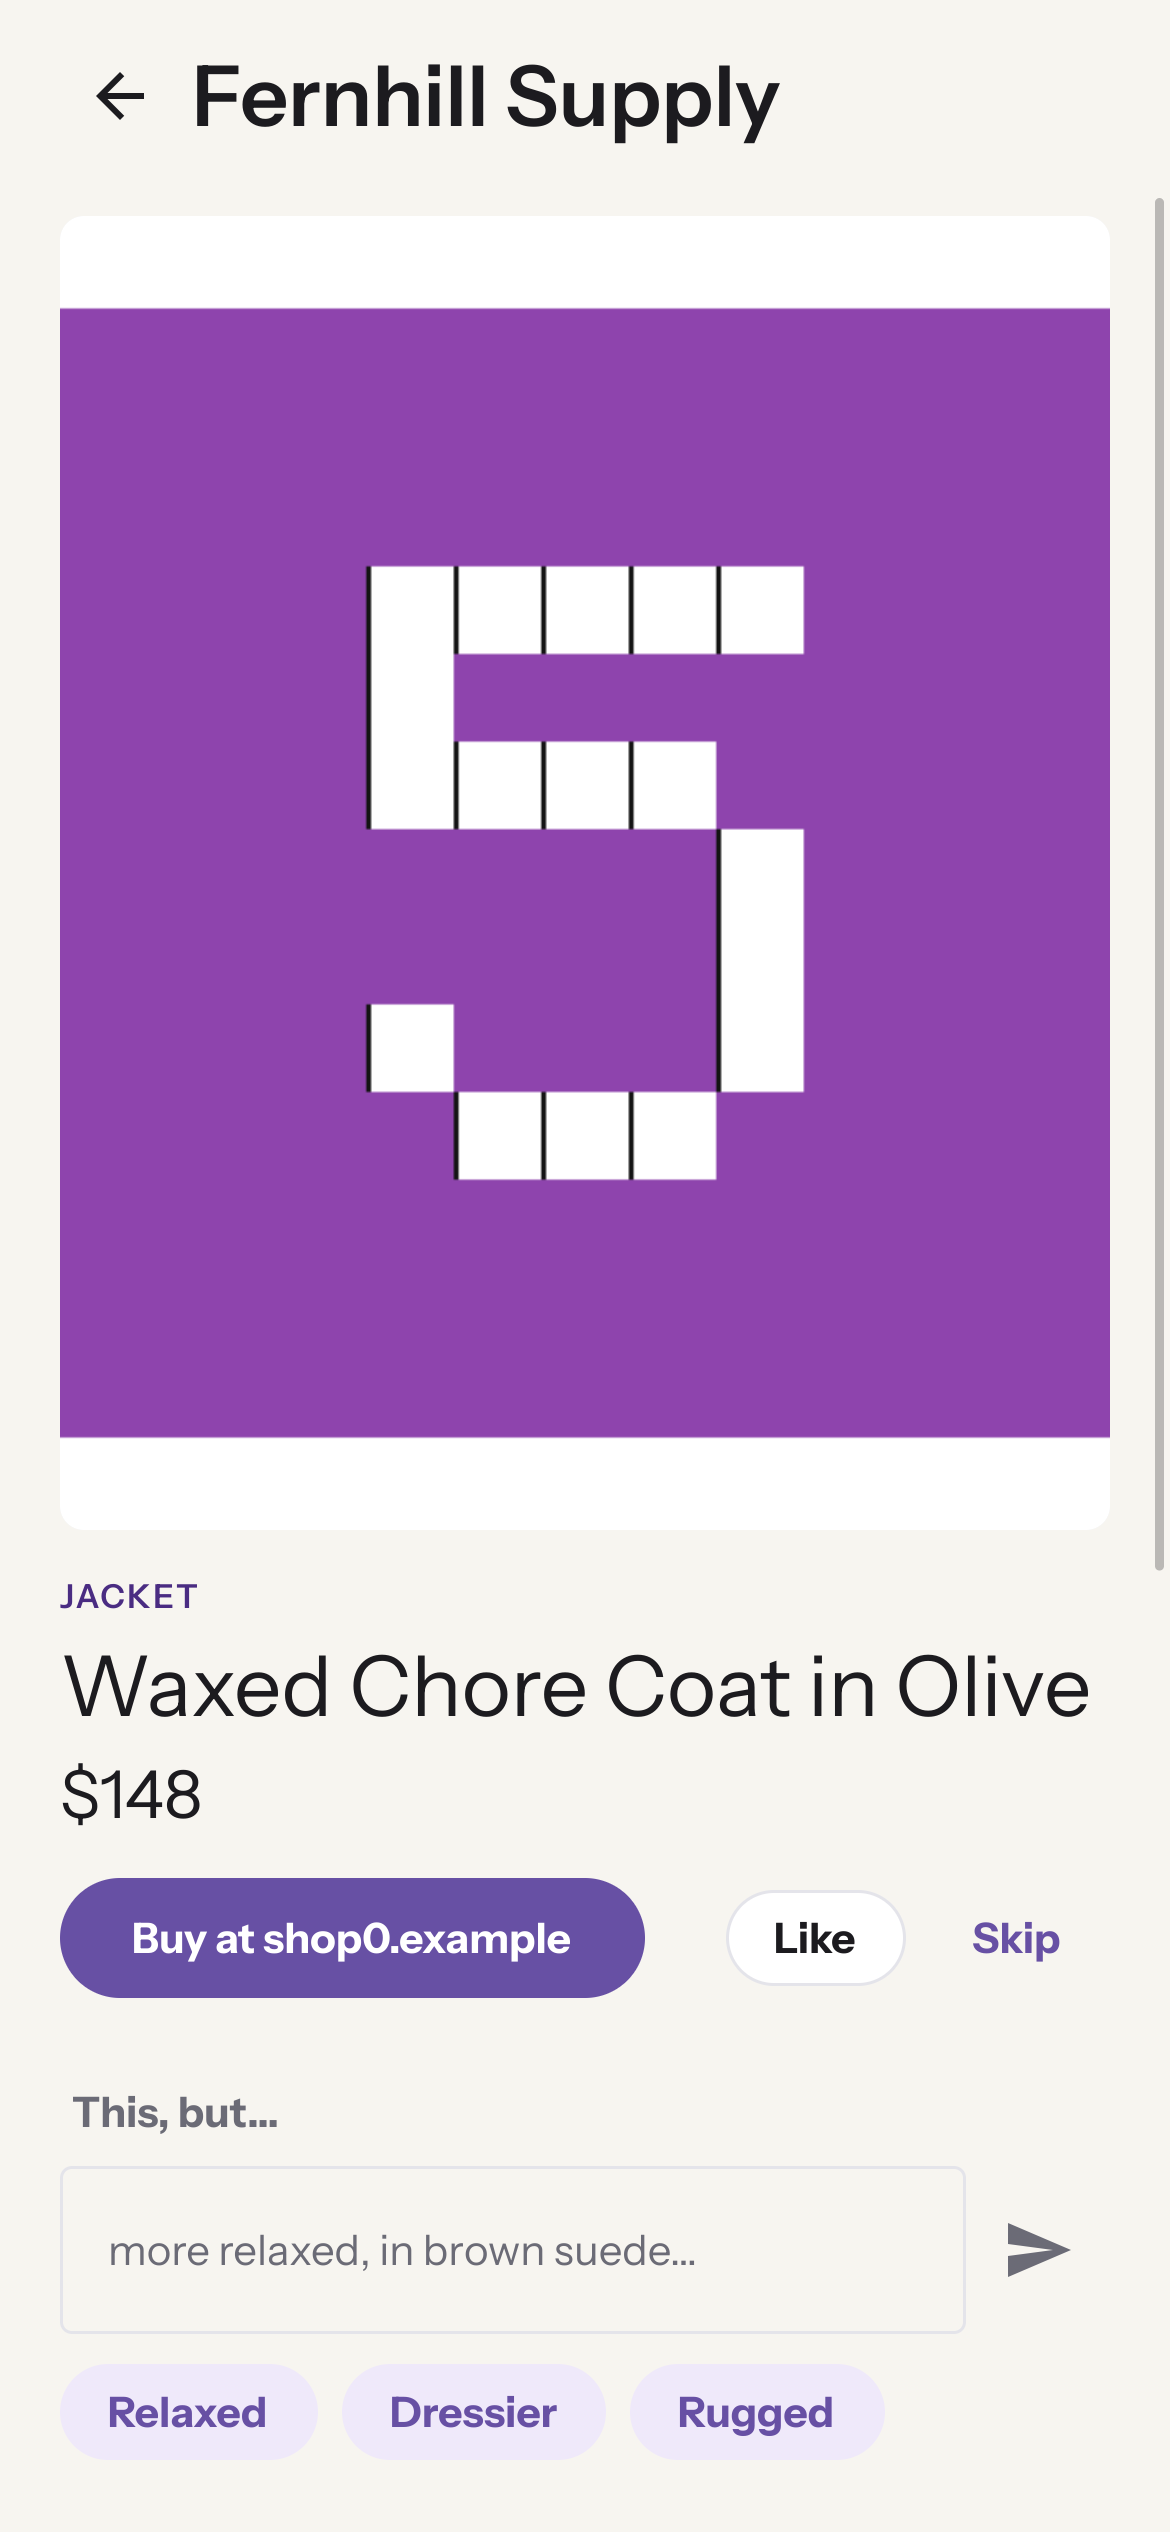 Fernhill Supply
5
JACKET
Waxed Chore Coat in Olive
$148
Buy at shop0.example
Like
Skip
This, but...
more relaxed, in brown suede...
Relaxed
Dressier
Rugged